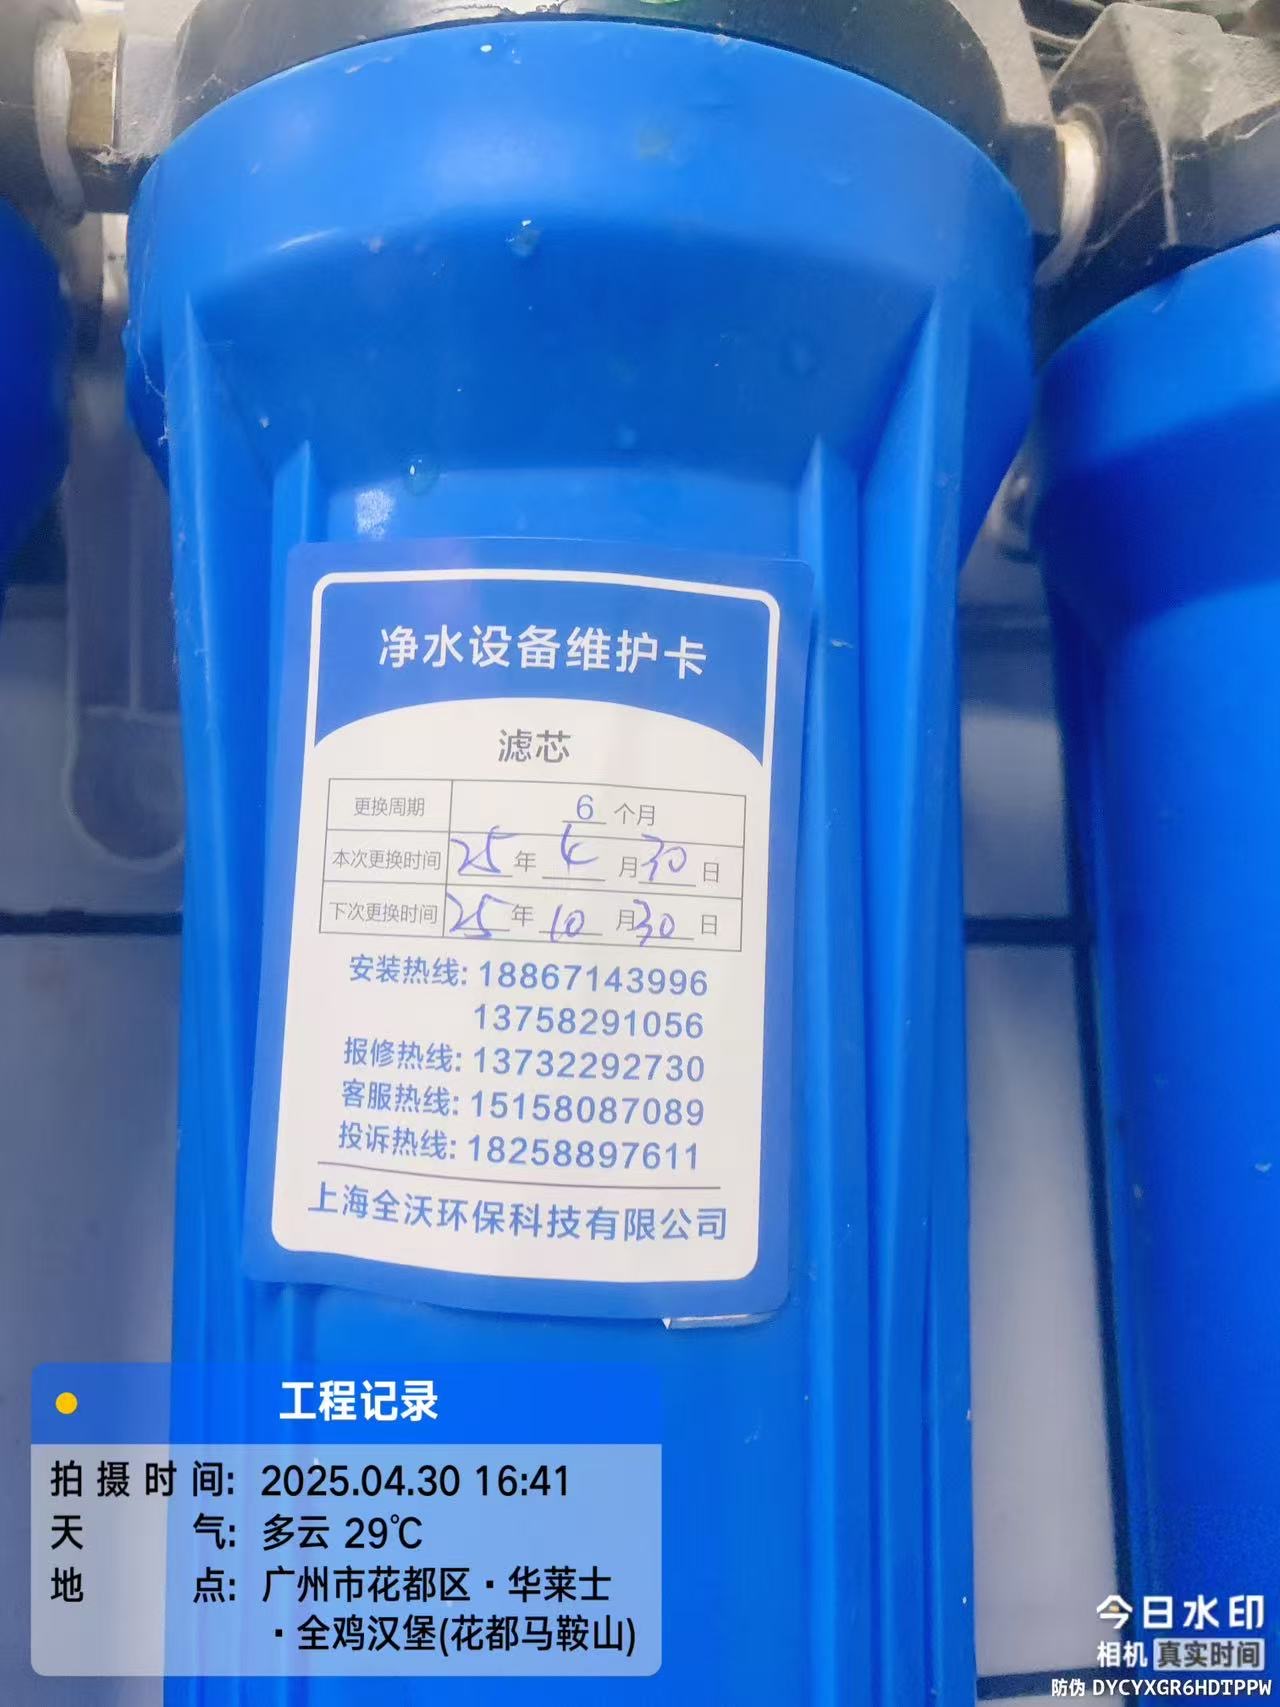 净水设备维护卡
滤芯
更换周期 6 个月
本次更换时间 25 年 4 月 30 日
下次更换时间 25 年 10 月 30 日
安装热线: 18867143996
13758291056
报修热线: 13732292730
客服热线: 15158087089
投诉热线: 18258897611
上海全沃环保科技有限公司
工程记录
拍摄时间: 2025.04.30 16:41
天气: 多云 29℃
地点: 广州市花都区·华莱士
·全鸡汉堡(花都马鞍山)
今日水印
相机 真实时间
防伪 DYCYXGR6HDTPPW